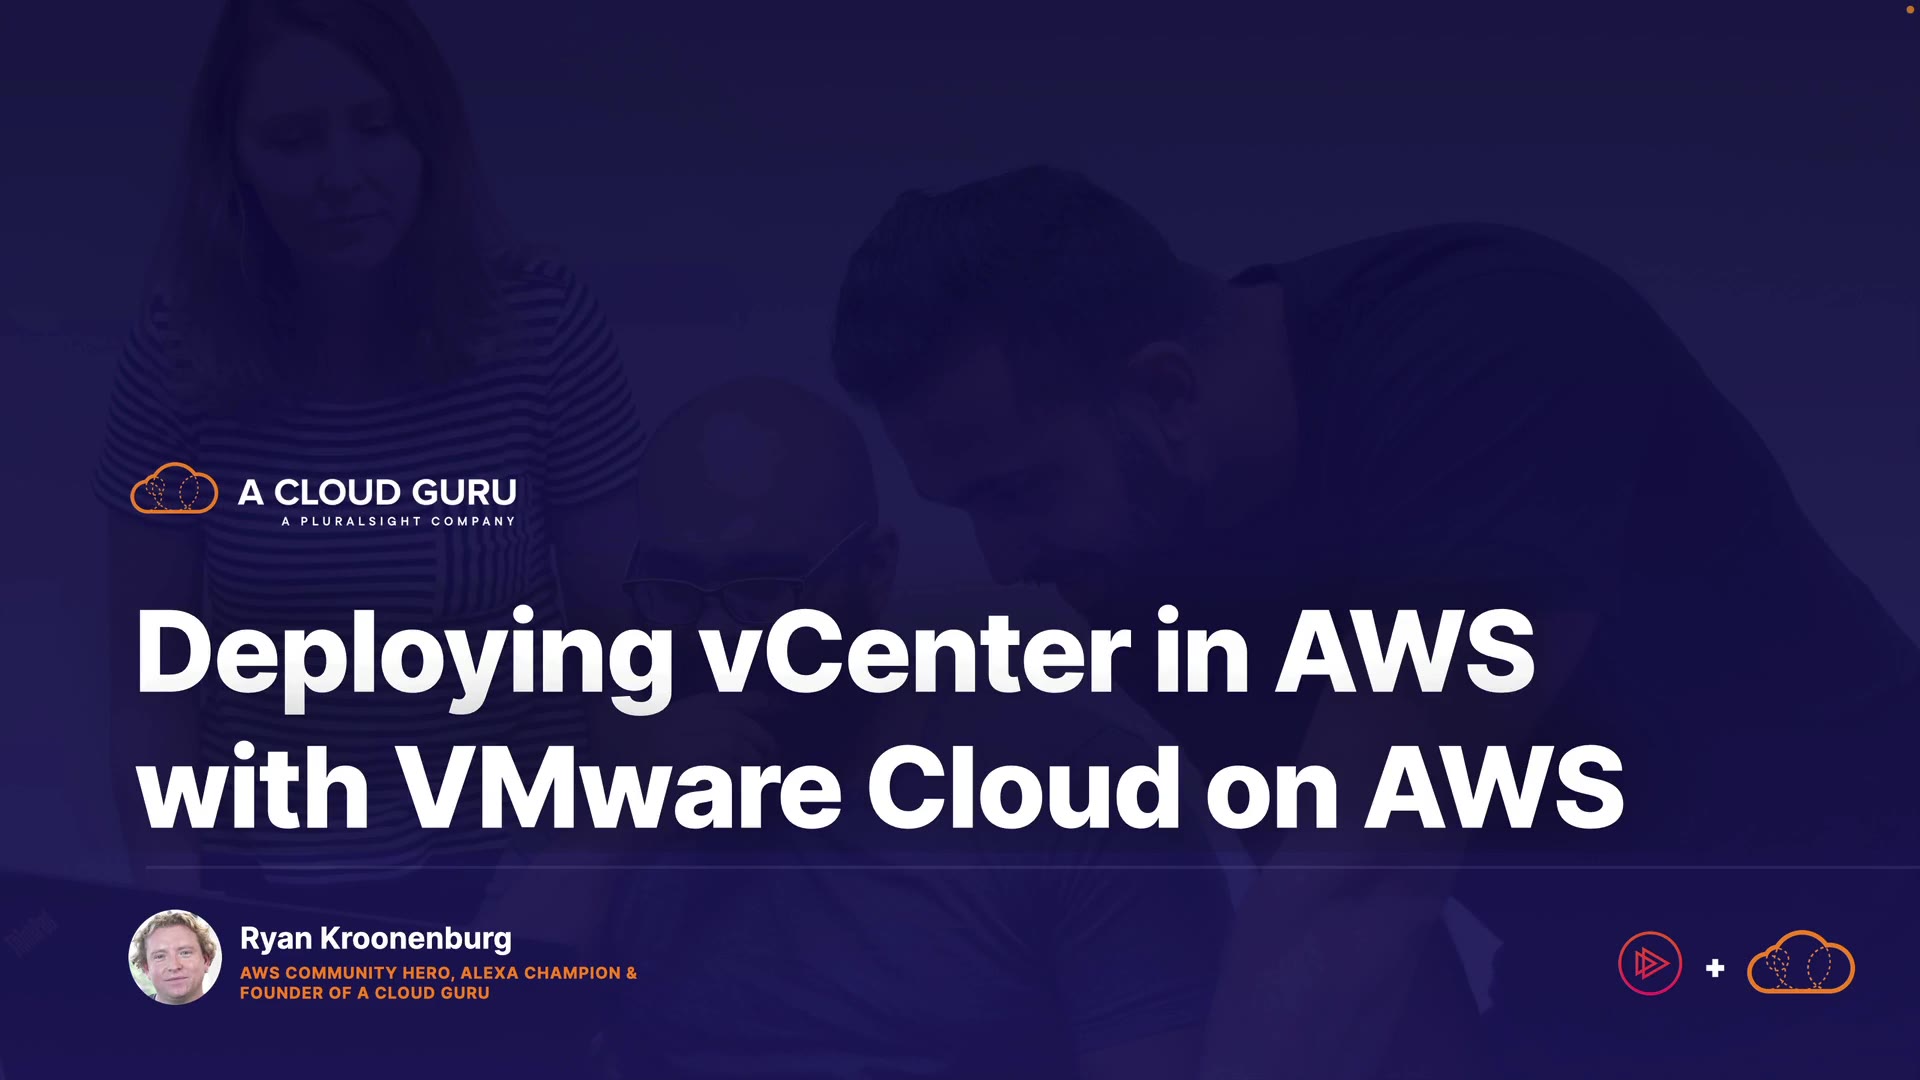 A CLOUD GURU
A PLURALSIGHT COMPANY
Deploying vCenter in AWS
with VMware Cloud on AWS
Ryan Kroonenburg
AWS COMMUNITY HERO, ALEXA CHAMPION &
FOUNDER OF A CLOUD GURU
+